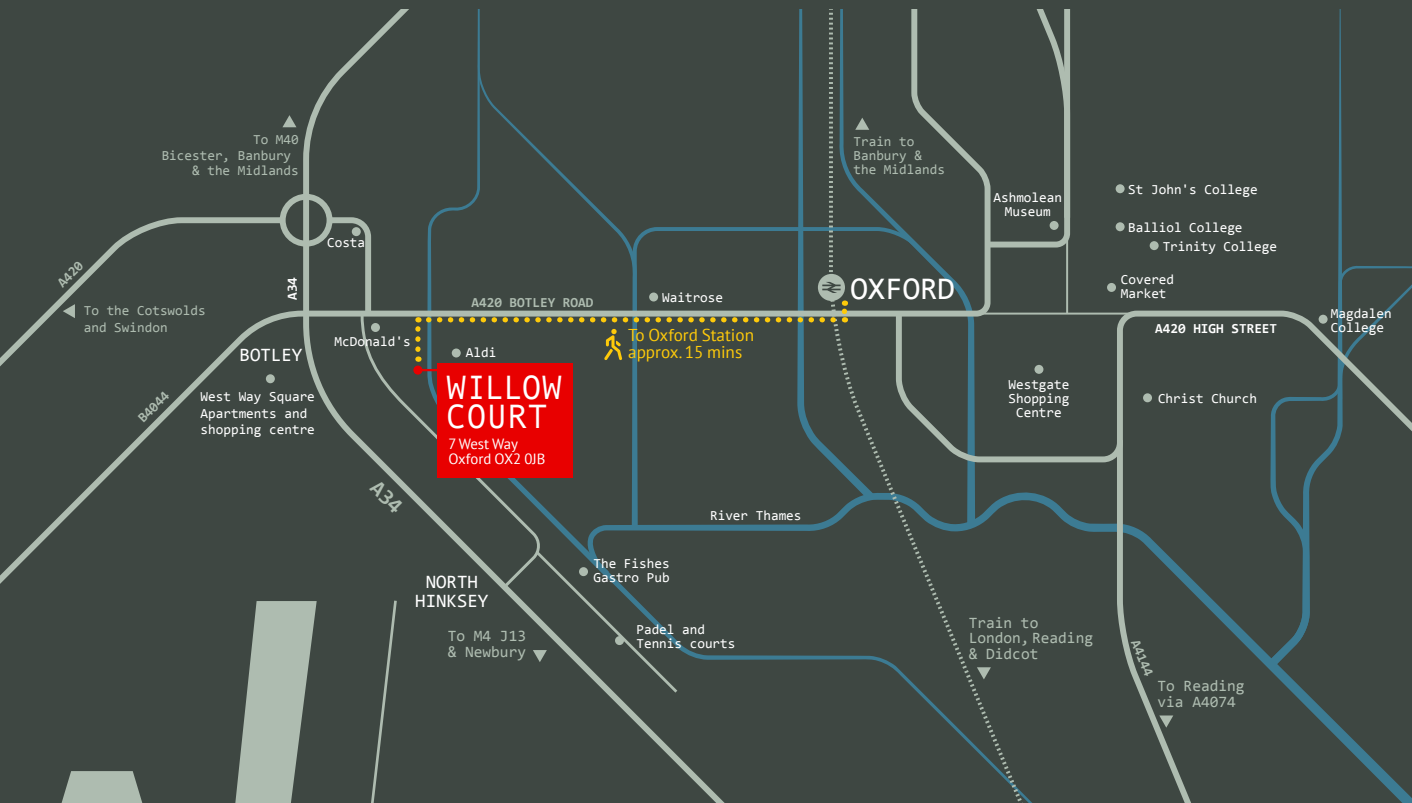 To M40
Bicester, Banbury
& the Midlands
Train to
Banbury &
the Midlands
Ashmolean
Museum
St John's College
Balliol College
Trinity College
Costa
A420
A34
To the Cotswolds
and Swindon
A420 BOTLEY ROAD
Waitrose
OXFORD
Covered
Market
Magdalen
College
A420 HIGH STREET
McDonald's
To Oxford Station
approx. 15 mins
BOTLEY
Aldi
WILLOW
COURT
7 West Way
Oxford OX2 0JB
West Way Square
Apartments and
shopping centre
B4044
Westgate
Shopping
Centre
Christ Church
A34
River Thames
The Fishes
Gastro Pub
NORTH
HINKSEY
To M4 J13
& Newbury
Padel and
Tennis courts
Train to
London, Reading
& Didcot
A4144
To Reading
via A4074